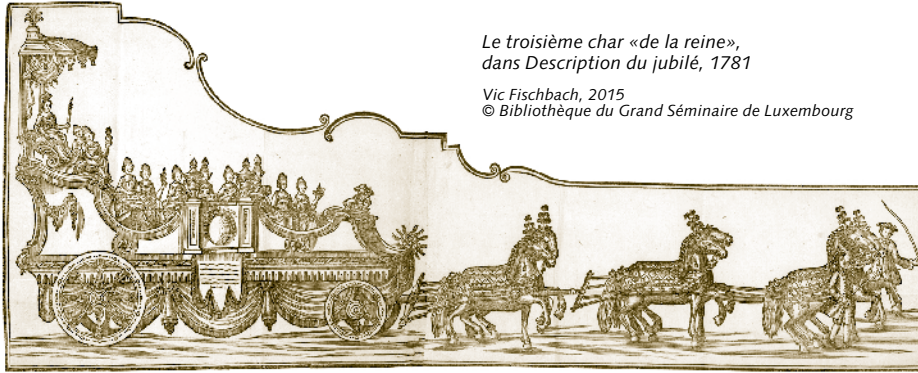 Le troisième char «de la reine»,
dans Description du jubilé, 1781
Vic Fischbach, 2015
© Bibliothèque du Grand Séminaire de Luxembourg